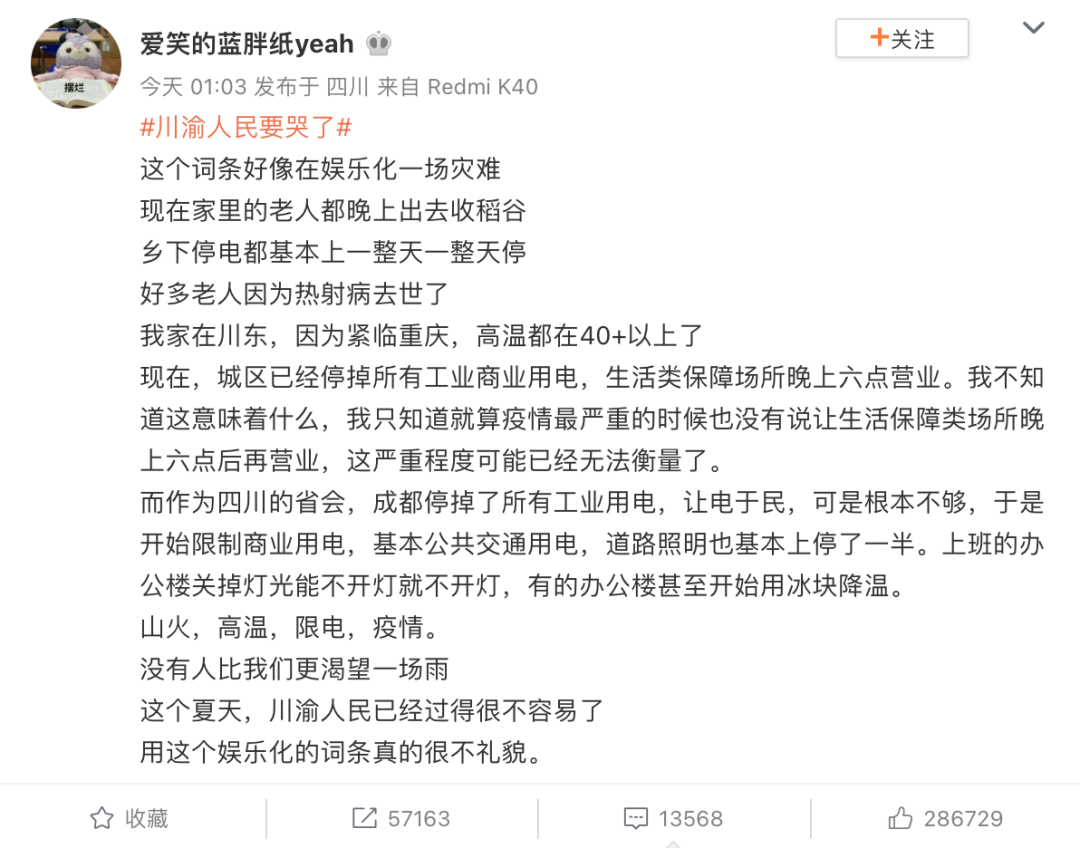 爱笑的蓝胖纸yeah
+关注
今天 01:03 发布于 四川 来自 Redmi K40
摆烂
#川渝人民要哭了#
这个词条好像在娱乐化一场灾难
现在家里的老人都晚上出去收稻谷
乡下停电都基本上一整天一整天停
好多老人因为热射病去世了
我家在川东，因为紧临重庆，高温都在40+以上了
现在，城区已经停掉所有工业商业用电，生活类保障场所晚上六点营业。我不知
道这意味着什么，我只知道就算疫情最严重的时候也没有说让生活保障类场所晚
上六点后再营业，这严重程度可能已经无法衡量了。
而作为四川的省会，成都停掉了所有工业用电，让电于民，可是根本不够，于是
开始限制商业用电，基本公共交通用电，道路照明也基本上停了一半。上班的办
公楼关掉灯光能不开灯就不开灯，有的办公楼甚至开始用冰块降温。
山火，高温，限电，疫情。
没有人比我们更渴望一场雨
这个夏天，川渝人民已经过得很不容易了
用这个娱乐化的词条真的很不礼貌。
收藏
57163
13568
286729